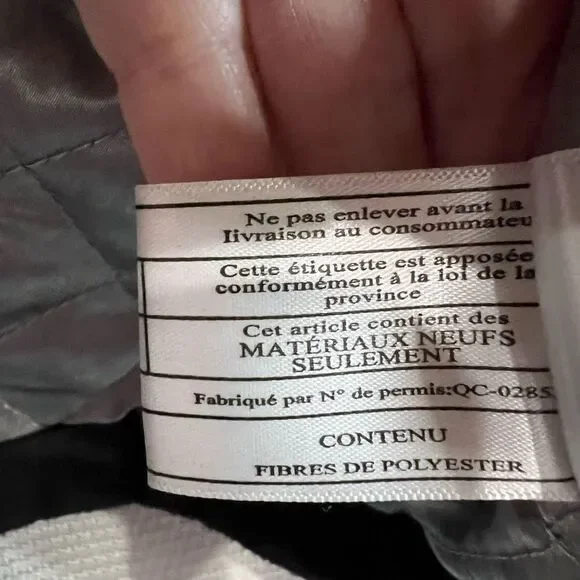 Ne pas enlever avant la
livraison au consommateu
Cette étiquette est apposée
conformément à la loi de la
province
Cet article contient des
MATÉRIAUX NEUFS
SEULEMENT
Fabriqué par N° de permis:QC-0285
CONTENU
FIBRES DE POLYESTER